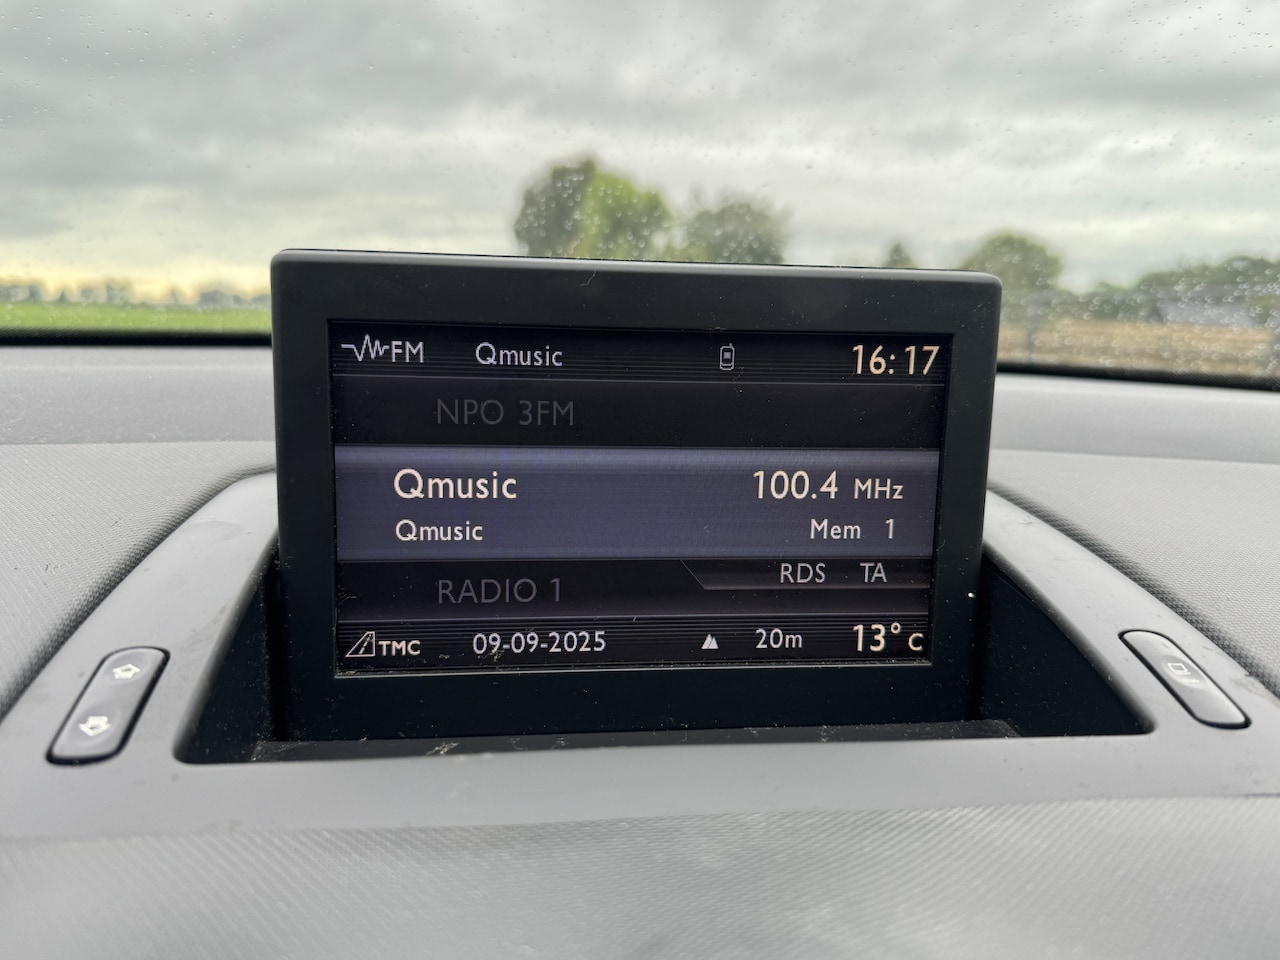 FM Qmusic 16:17
NPO 3FM
Qmusic 100.4 MHz
Qmusic Mem 1
RADIO 1 RDS TA
TMC 09-09-2025 20m 13° C